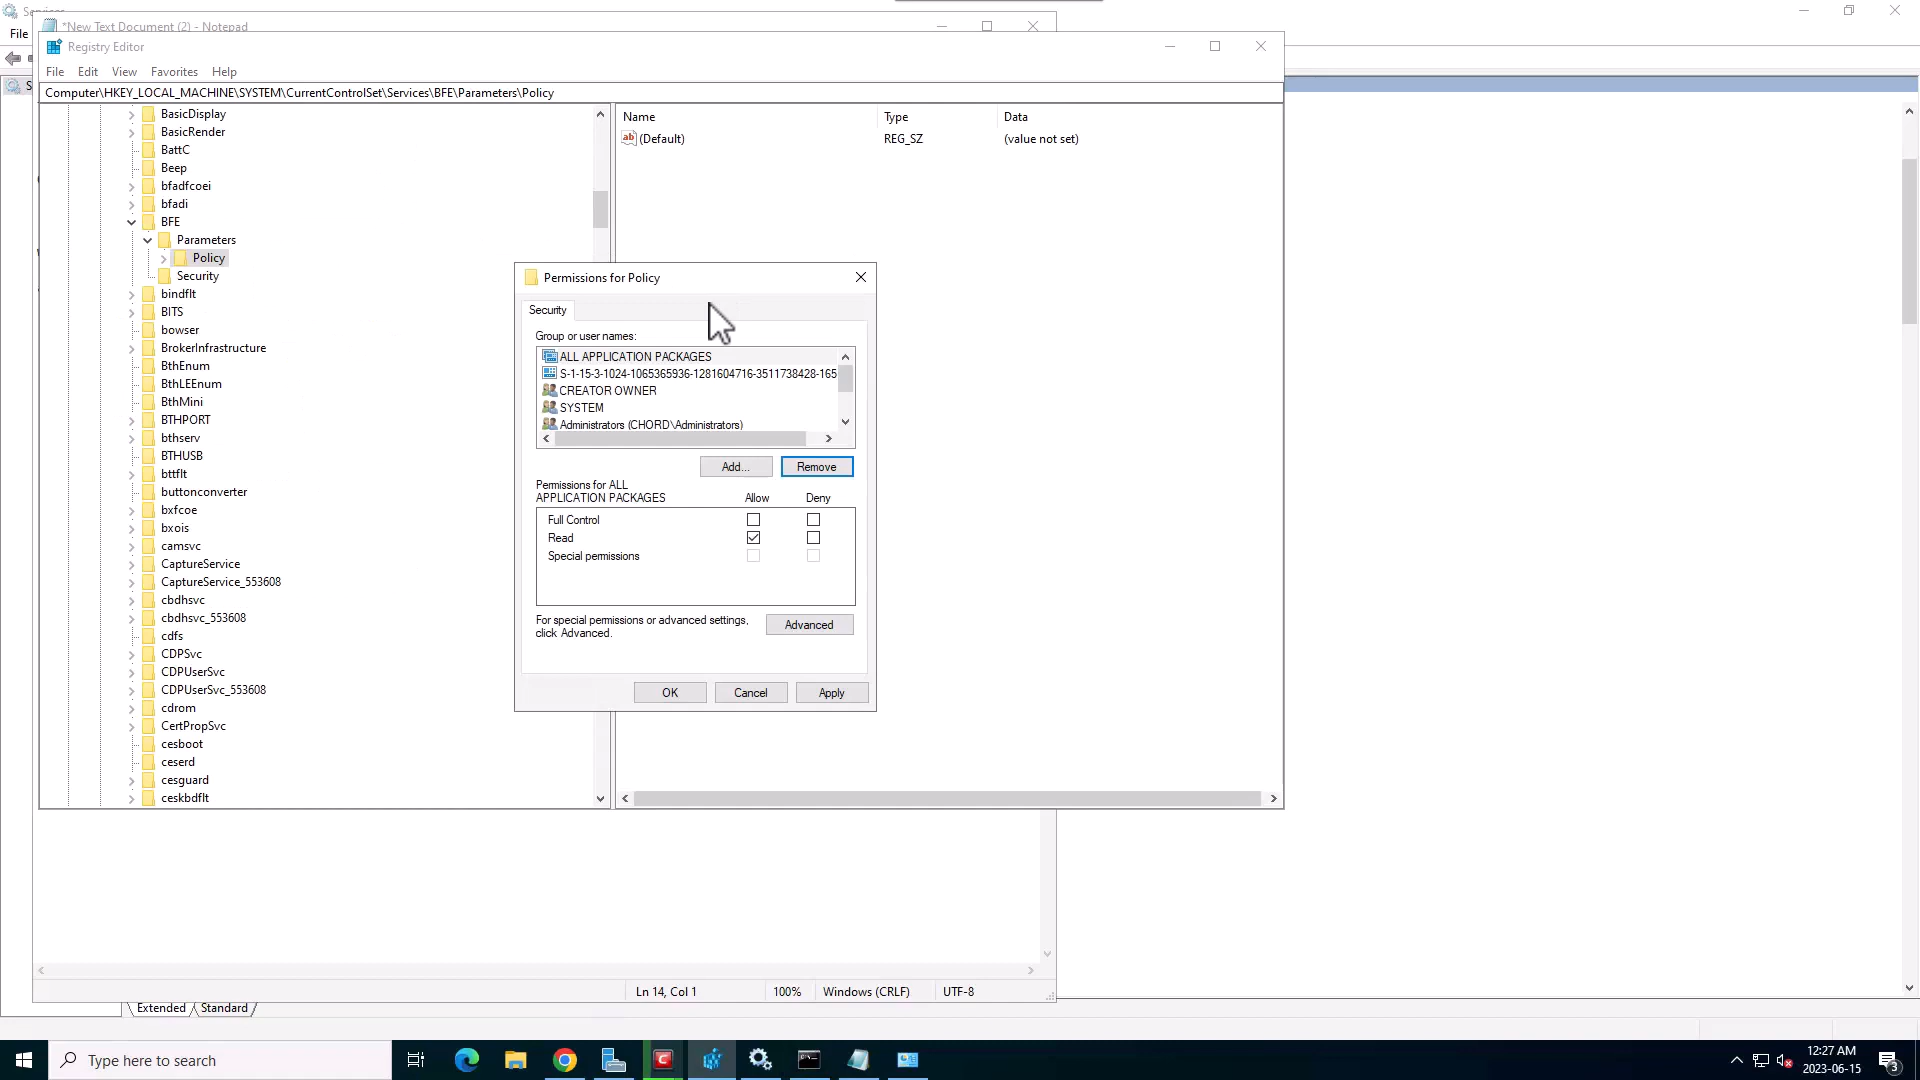 Services
File
*New Text Document (2) - Notepad
Registry Editor
File Edit View Favorites Help
Computer\HKEY_LOCAL_MACHINE\SYSTEM\CurrentControlSet\Services\BFE\Parameters\Policy
S
BasicDisplay
BasicRender
BattC
Beep
bfadfcoei
bfadi
BFE
Parameters
Policy
Security
bindflt
BITS
bowser
BrokerInfrastructure
BthEnum
BthLEEnum
BthMini
BTHPORT
bthserv
BTHUSB
bttflt
buttonconverter
bxfcoe
bxois
camsvc
CaptureService
CaptureService_553608
cbdhsvc
cbdhsvc_553608
cdfs
CDPSvc
CDPUserSvc
CDPUserSvc_553608
cdrom
CertPropSvc
cesboot
ceserd
cesguard
ceskbdflt
Name Type Data
ab (Default) REG_SZ (value not set)
Permissions for Policy
Security
Group or user names:
ALL APPLICATION PACKAGES
S-1-15-3-1024-1065365936-1281604716-3511738428-165
CREATOR OWNER
SYSTEM
Administrators (CHORD\Administrators)
Add... Remove
Permissions for ALL
APPLICATION PACKAGES Allow Deny
Full Control
Read
Special permissions
For special permissions or advanced settings,
click Advanced.
Advanced
OK Cancel Apply
Ln 14, Col 1 100% Windows (CRLF) UTF-8
Extended Standard
Type here to search
C
12:27 AM
2023-06-15
3